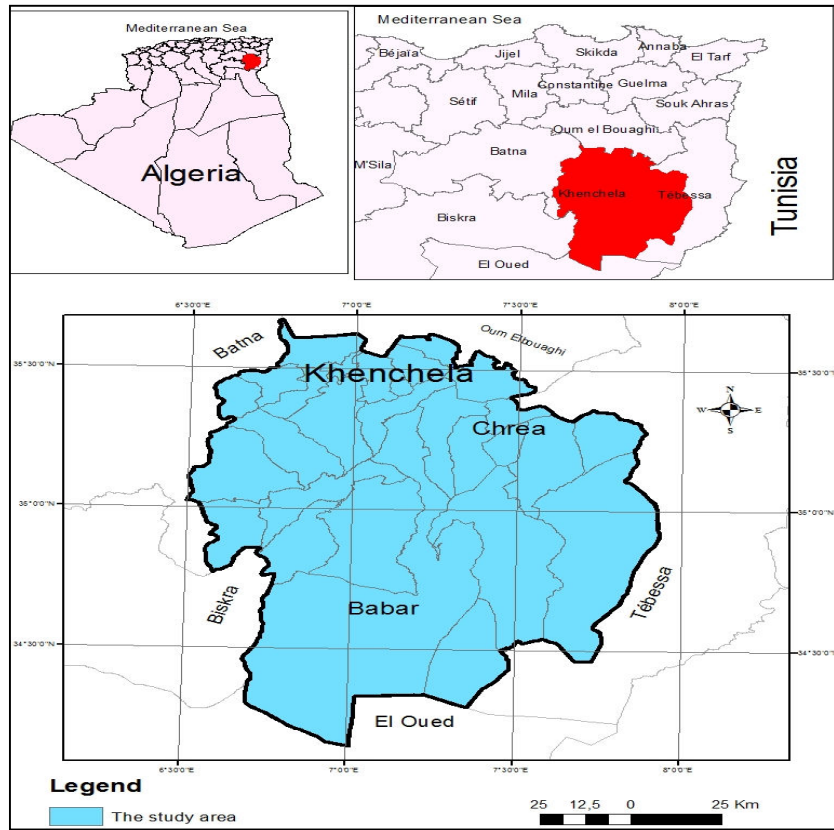 Mediterranean Sea
Algeria
Mediterranean Sea
Béjaïa
Jijel
Skikda
Annaba
El Tarf
Sétif
Mila
Constantine
Guelma
Souk Ahras
Oum el Bouaghi
M'Sila
Batna
Khenchela
Tébessa
Biskra
El Oued
Tunisia
6°30'0"E 7°0'0"E 7°30'0"E 8°0'0"E
Batna
Oum Elbouaghi
35°30'0"N
35°30'0"N
Khenchela
N
W E
S
Chrea
35°0'0"N
35°0'0"N
Babar
Biskra
Tébessa
34°30'0"N
34°30'0"N
El Oued
6°30'0"E 7°0'0"E 7°30'0"E 8°0'0"E
Legend
The study area
25 12,5 0 25 Km